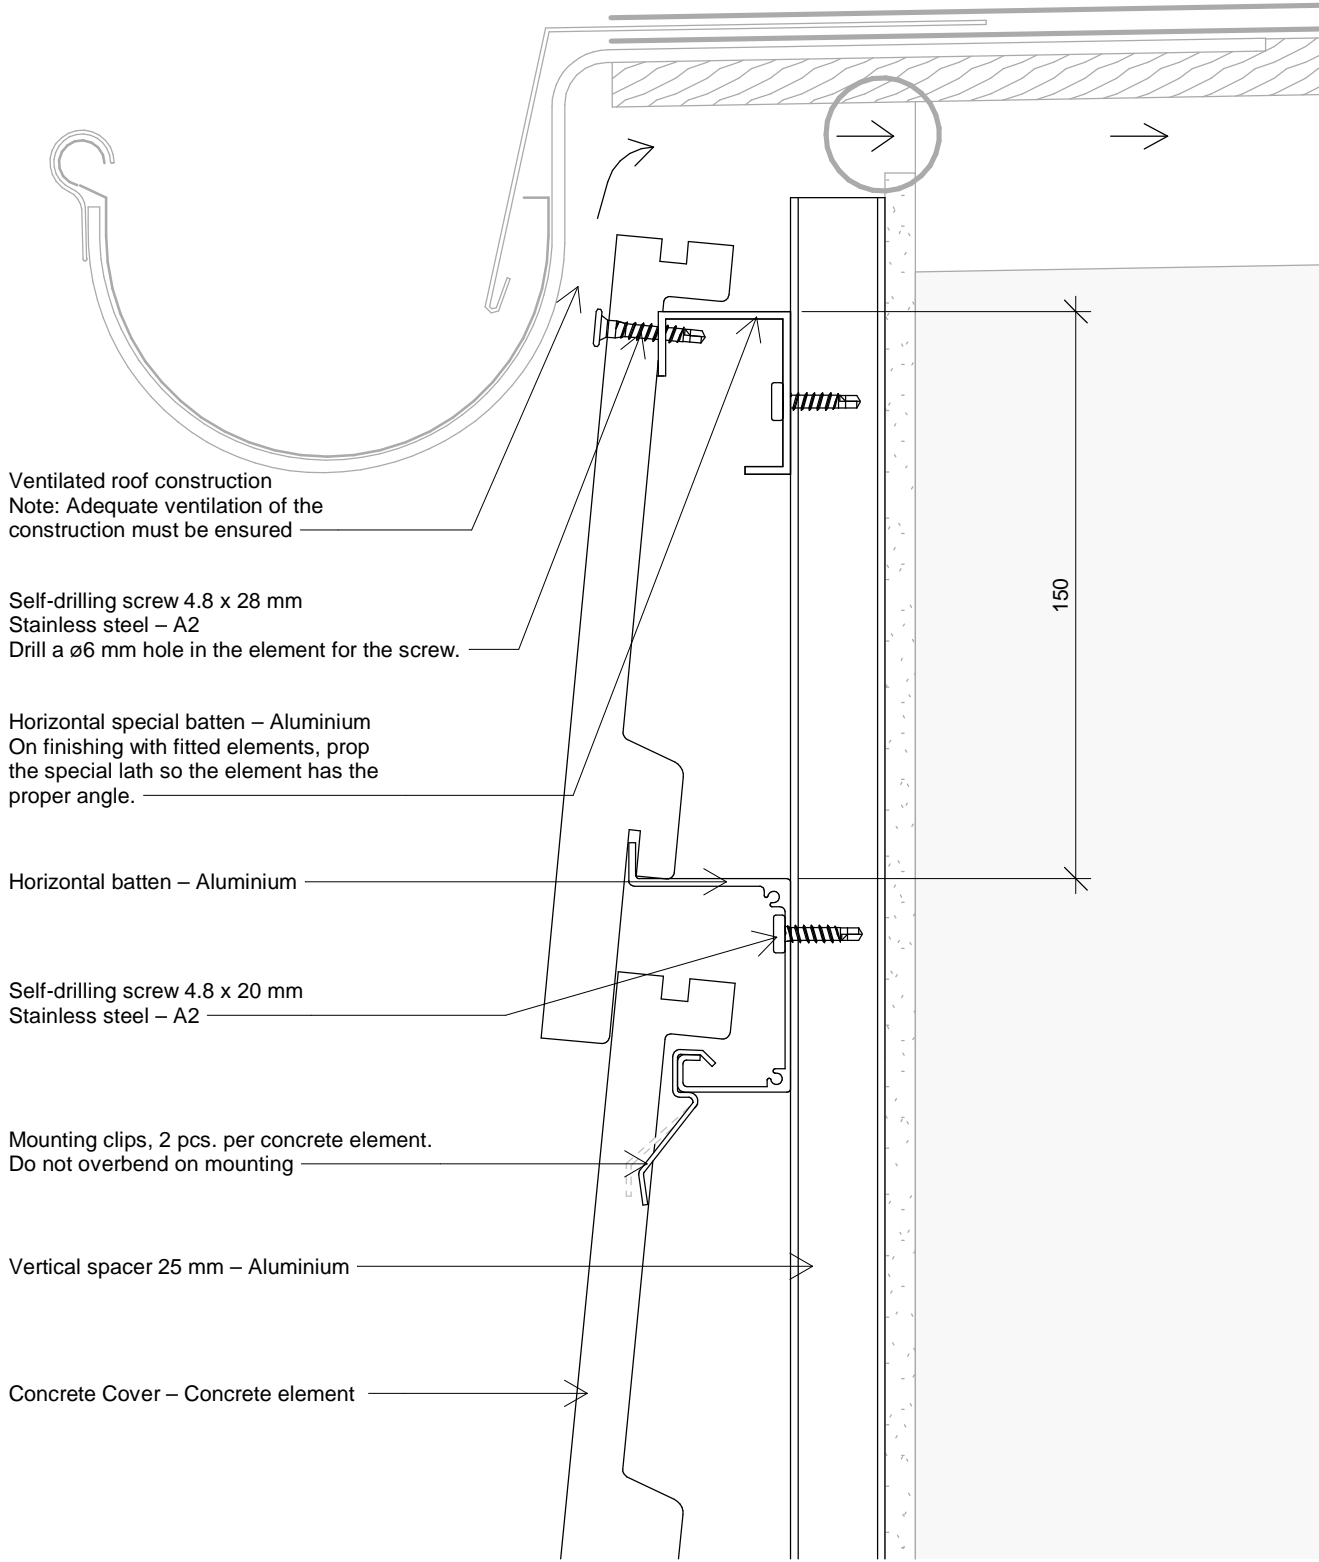 Ventilated roof construction
Note: Adequate ventilation of the
construction must be ensured
Self-drilling screw 4.8 x 28 mm
Stainless steel – A2
Drill a ø6 mm hole in the element for the screw.
150
Horizontal special batten – Aluminium
On finishing with fitted elements, prop
the special lath so the element has the
proper angle.
Horizontal batten – Aluminium
Self-drilling screw 4.8 x 20 mm
Stainless steel – A2
Mounting clips, 2 pcs. per concrete element.
Do not overbend on mounting
Vertical spacer 25 mm – Aluminium
Concrete Cover – Concrete element